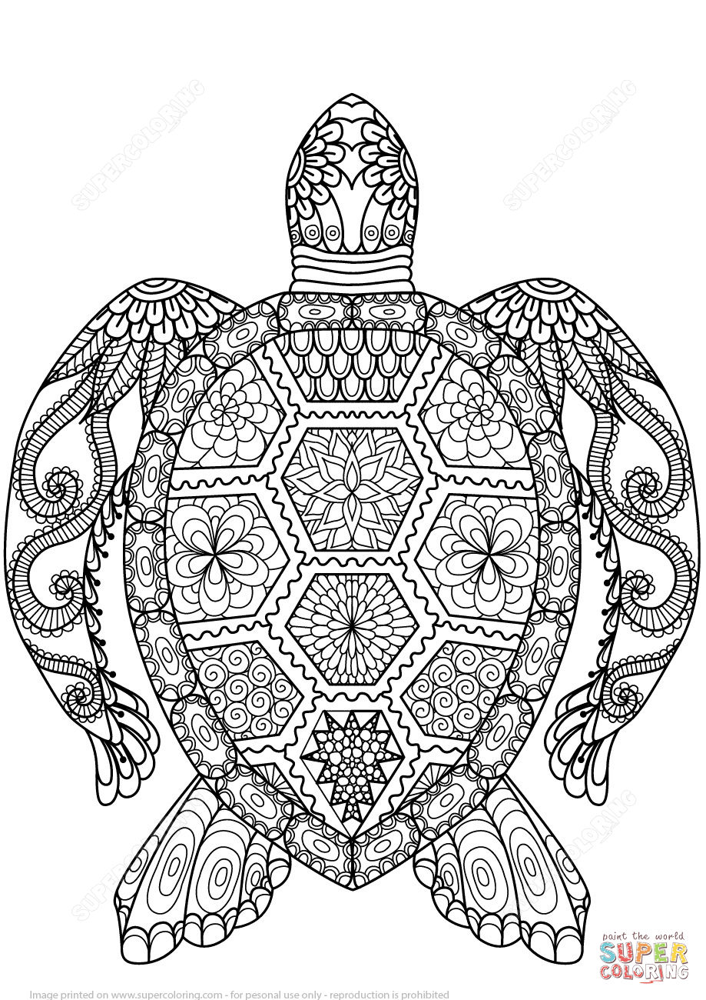 SUPERCOLORING
SUPERCOLORING
SUPERCOLORING
SUPERCOLORING
paint the world
SUPER
COLORING
Image printed on www.supercoloring.com - for pesonal use only - reproduction is prohibited